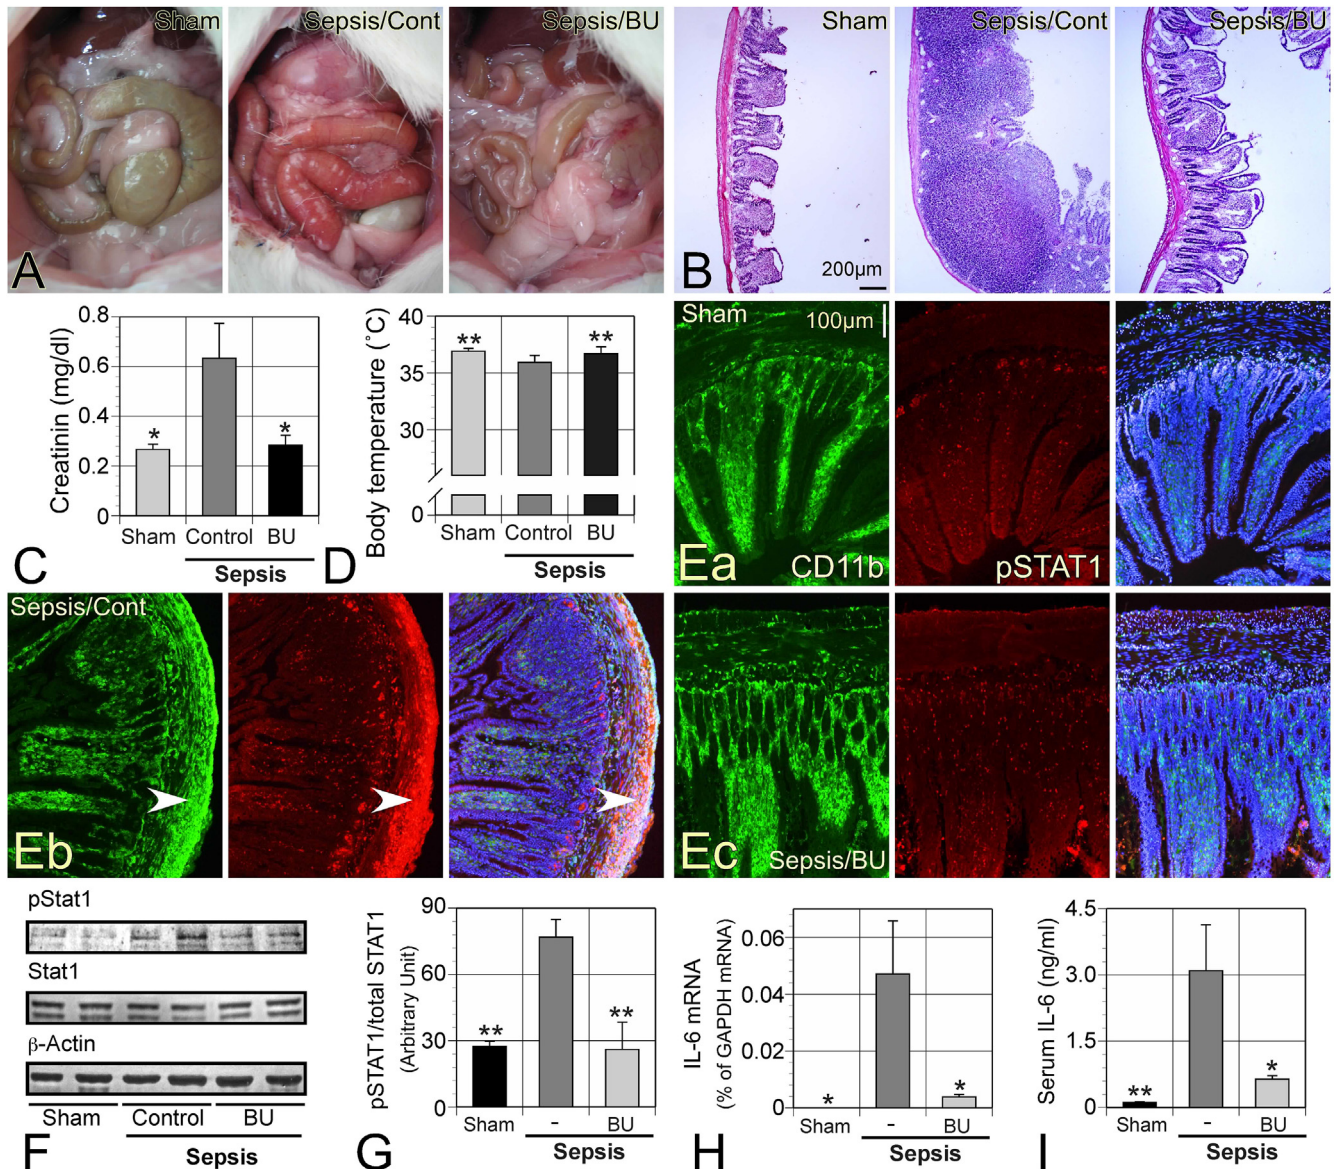 Sham
Sepsis/Cont
Sepsis/BU
A
Sham
Sepsis/Cont
Sepsis/BU
B
200µm
Creatinin (mg/dl)
0.8
0.6
0.4
0.2
0
*
*
Sham
Control
BU
Sepsis
C
Body temperature (˚C)
40
35
30
0
**
**
Sham
Control
BU
Sepsis
D
Sham
100µm
Ea
CD11b
pSTAT1
Sepsis/Cont
Eb
Ec
Sepsis/BU
pStat1
Stat1
β-Actin
Sham
Control
BU
Sepsis
F
pSTAT1/total STAT1
(Arbitrary Unit)
90
60
30
0
**
**
Sham
-
BU
Sepsis
G
IL-6 mRNA
(% of GAPDH mRNA)
0.06
0.04
0.02
0
*
*
Sham
-
BU
Sepsis
H
Serum IL-6 (ng/ml)
4.5
3.0
1.5
0
**
*
Sham
-
BU
Sepsis
I